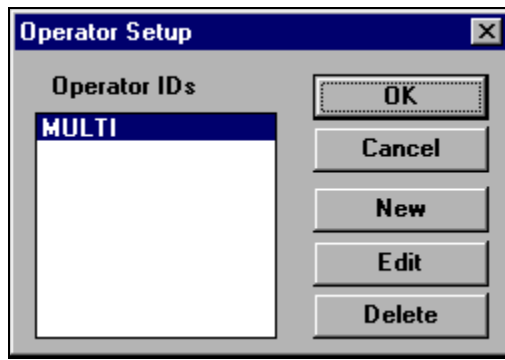 Operator Setup
Operator IDs
MULTI
OK
Cancel
New
Edit
Delete